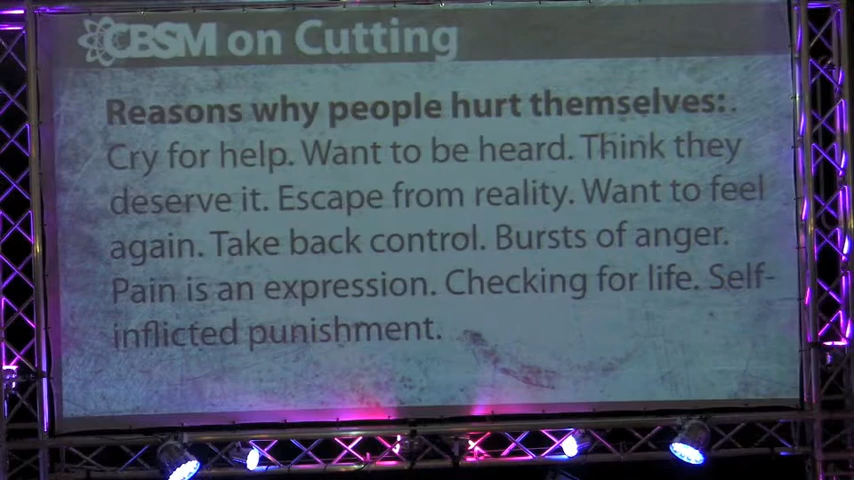 CBSM on Cutting
Reasons why people hurt themselves:.
Cry for help. Want to be heard. Think they
deserve it. Escape from reality. Want to feel
again. Take back control. Bursts of anger.
Pain is an expression. Checking for life. Self-
inflicted punishment.